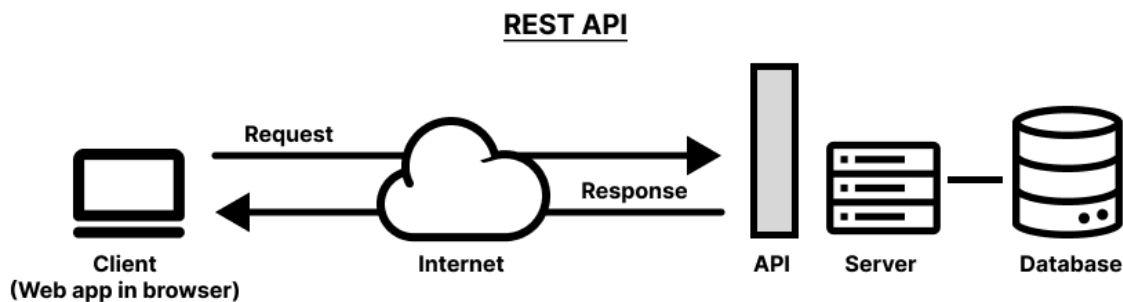 REST API
Request
Response
Client
(Web app in browser)
Internet
API
Server
Database